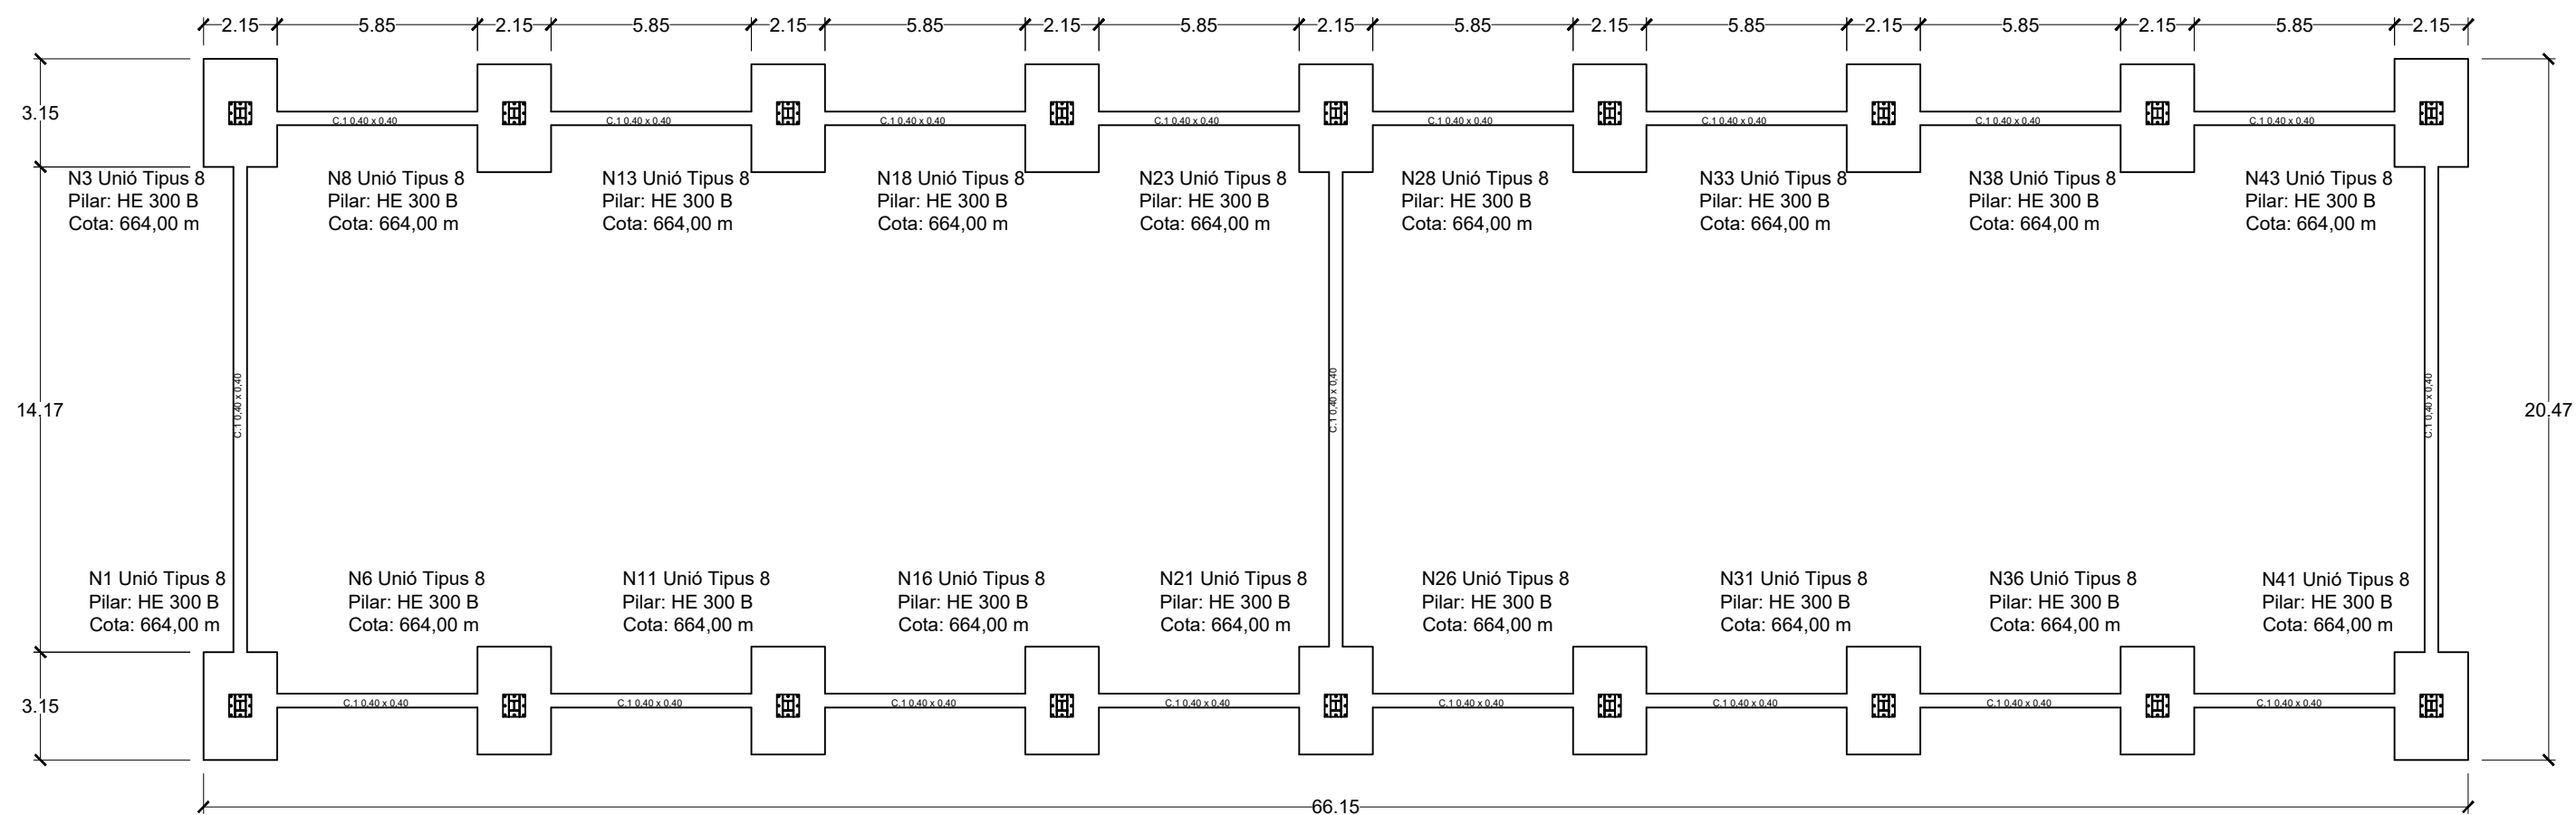 2.15 5.85 2.15 5.85 2.15 5.85 2.15 5.85 2.15 5.85 2.15 5.85 2.15 5.85 2.15 5.85 2.15
3.15
C.1 0.40 x 0.40 C.1 0.40 x 0.40 C.1 0.40 x 0.40 C.1 0.40 x 0.40 C.1 0.40 x 0.40 C.1 0.40 x 0.40 C.1 0.40 x 0.40 C.1 0.40 x 0.40
N3 Unió Tipus 8
Pilar: HE 300 B
Cota: 664,00 m
N8 Unió Tipus 8
Pilar: HE 300 B
Cota: 664,00 m
N13 Unió Tipus 8
Pilar: HE 300 B
Cota: 664,00 m
N18 Unió Tipus 8
Pilar: HE 300 B
Cota: 664,00 m
N23 Unió Tipus 8
Pilar: HE 300 B
Cota: 664,00 m
N28 Unió Tipus 8
Pilar: HE 300 B
Cota: 664,00 m
N33 Unió Tipus 8
Pilar: HE 300 B
Cota: 664,00 m
N38 Unió Tipus 8
Pilar: HE 300 B
Cota: 664,00 m
N43 Unió Tipus 8
Pilar: HE 300 B
Cota: 664,00 m
14.17
C.1 0,40 x 0,40
C.1 0,40 x 0,40
C.1 0,40 x 0,40
20.47
N1 Unió Tipus 8
Pilar: HE 300 B
Cota: 664,00 m
N6 Unió Tipus 8
Pilar: HE 300 B
Cota: 664,00 m
N11 Unió Tipus 8
Pilar: HE 300 B
Cota: 664,00 m
N16 Unió Tipus 8
Pilar: HE 300 B
Cota: 664,00 m
N21 Unió Tipus 8
Pilar: HE 300 B
Cota: 664,00 m
N26 Unió Tipus 8
Pilar: HE 300 B
Cota: 664,00 m
N31 Unió Tipus 8
Pilar: HE 300 B
Cota: 664,00 m
N36 Unió Tipus 8
Pilar: HE 300 B
Cota: 664,00 m
N41 Unió Tipus 8
Pilar: HE 300 B
Cota: 664,00 m
3.15
C.1 0.40 x 0.40 C.1 0.40 x 0.40 C.1 0.40 x 0.40 C.1 0.40 x 0.40 C.1 0.40 x 0.40 C.1 0.40 x 0.40 C.1 0.40 x 0.40 C.1 0.40 x 0.40
66.15